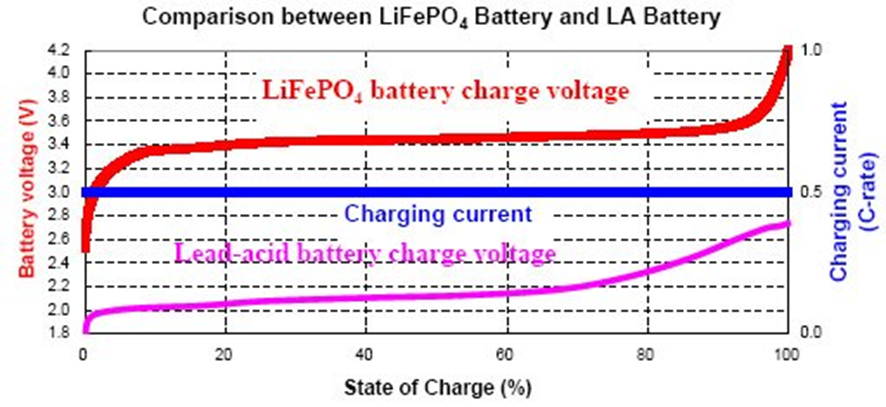 Comparison between LiFePO₄ Battery and LA Battery
4.2
4.0
3.8
3.6
3.4
3.2
3.0
2.8
2.6
2.4
2.2
2.0
1.8
Battery voltage (V)
LiFePO₄ battery charge voltage
Charging current
Lead-acid battery charge voltage
1.0
0.5
0.0
Charging current
(C-rate)
0 20 40 60 80 100
State of Charge (%)